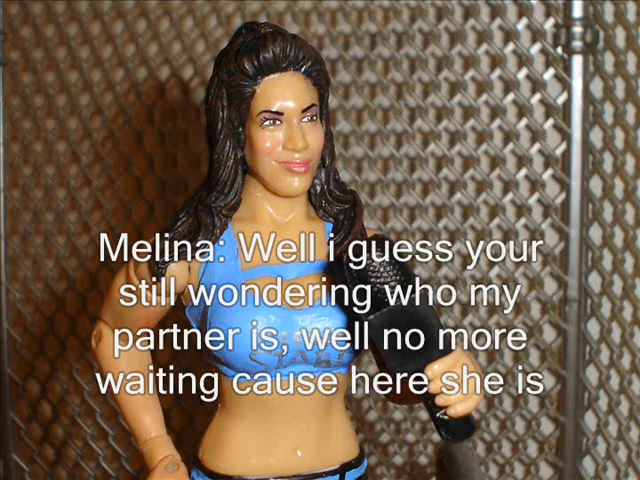 Melina: Well i guess your
still wondering who my
partner is, well no more
waiting cause here she is